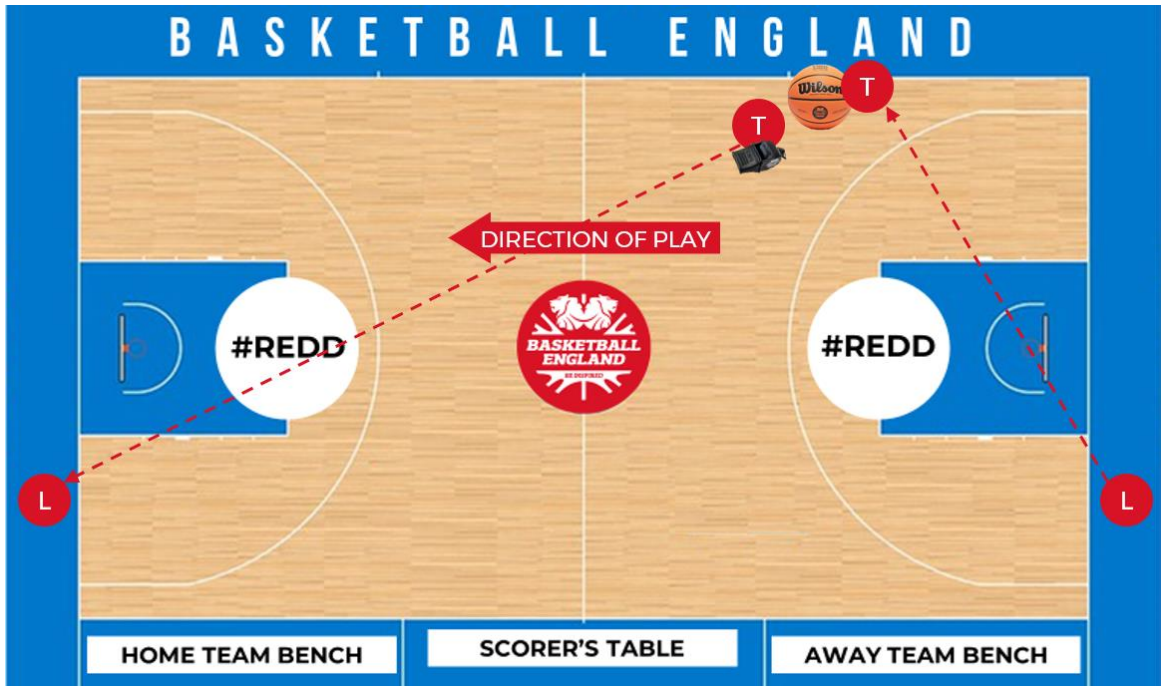 BASKETBALL ENGLAND
Wilson
T
T
DIRECTION OF PLAY
#REDD
BASKETBALL
ENGLAND
#REDD
L
L
HOME TEAM BENCH
SCORER'S TABLE
AWAY TEAM BENCH